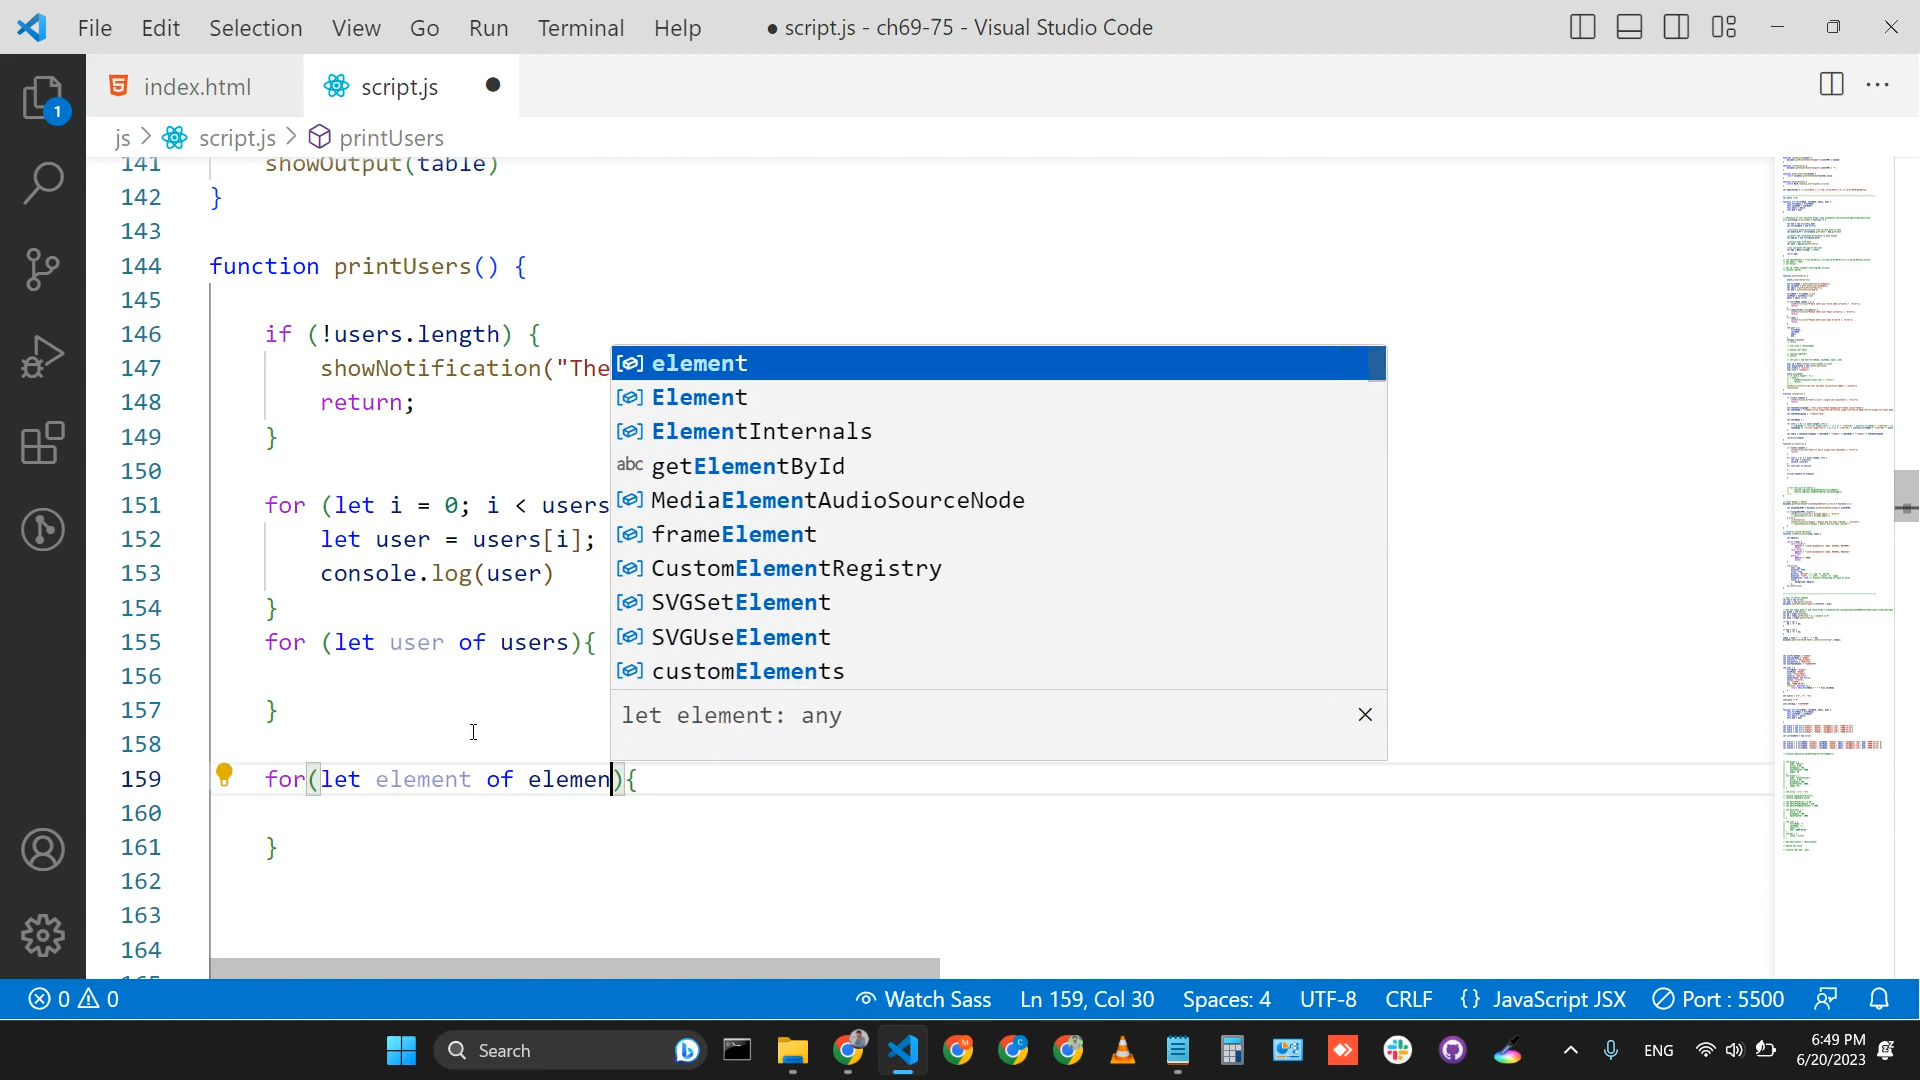 File Edit Selection View Go Run Terminal Help ● script.js - ch69-75 - Visual Studio Code
1
index.html script.js
js > script.js > printUsers
141 showOutput(table)
142 }
143
144 function printUsers() {
145
146 if (!users.length) {
147 showNotification("The
148 return;
149 }
150
151 for (let i = 0; i < users
152 let user = users[i];
153 console.log(user)
154 }
155 for (let user of users){
156
157 }
158
159 for(let element of elemen){
160
161 }
162
163
164
element
Element
ElementInternals
abc getElementById
MediaElementAudioSourceNode
frameElement
CustomElementRegistry
SVGSetElement
SVGUseElement
customElements
let element: any
0 0 Watch Sass Ln 159, Col 30 Spaces: 4 UTF-8 CRLF {} JavaScript JSX Port : 5500
Search ENG 6:49 PM
6/20/2023